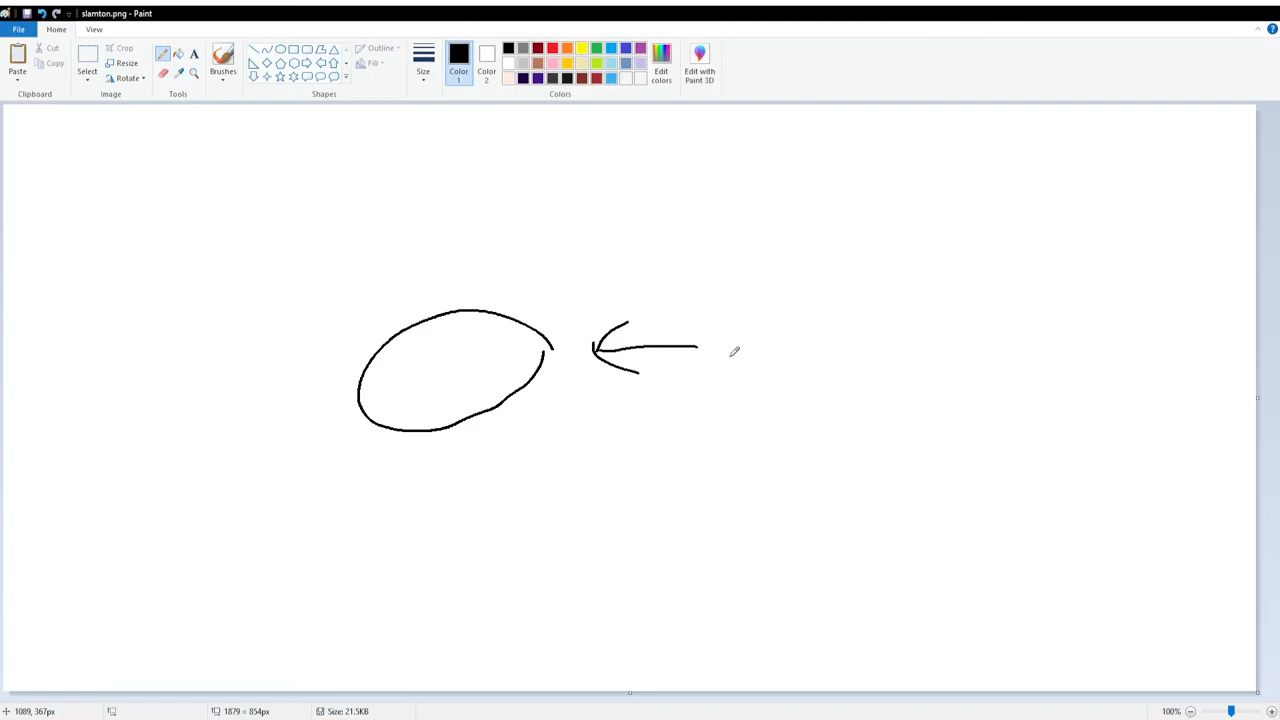 slamton.png - Paint
File Home View
Paste
Cut
Copy
Clipboard
Select
Crop
Resize
Rotate
Image
A
Tools
Brushes
Outline
Fill
Shapes
Size
Color 1
Color 2
Edit colors
Colors
Edit with Paint 3D
1089, 367px 1879 × 854px Size: 21.5KB 100%